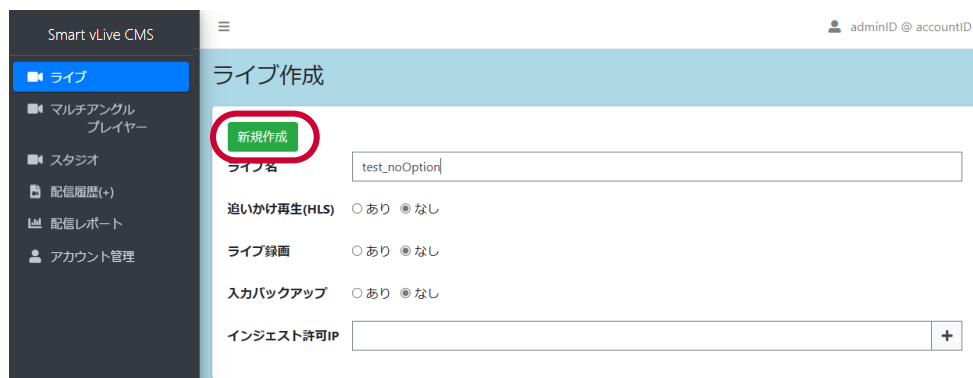 Smart vLive CMS
adminID @ accountID
ライブ
マルチアングル
プレイヤー
スタジオ
配信履歴(+)
配信レポート
アカウント管理
ライブ作成
新規作成
ライブ名 test_noOption
追いかけ再生(HLS) あり なし
ライブ録画 あり なし
入力バックアップ あり なし
インジェスト許可IP +